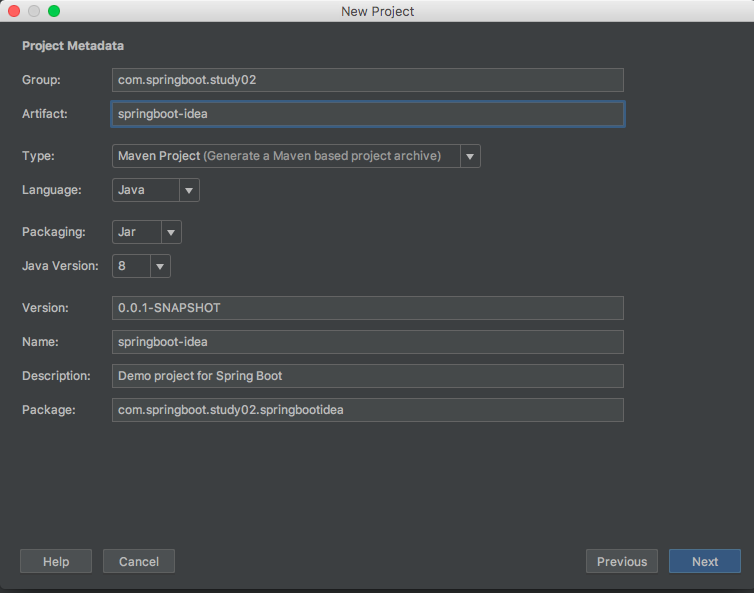 New Project
Project Metadata
Group: com.springboot.study02
Artifact: springboot-idea
Type: Maven Project (Generate a Maven based project archive)
Language: Java
Packaging: Jar
Java Version: 8
Version: 0.0.1-SNAPSHOT
Name: springboot-idea
Description: Demo project for Spring Boot
Package: com.springboot.study02.springbootidea
Help Cancel Previous Next